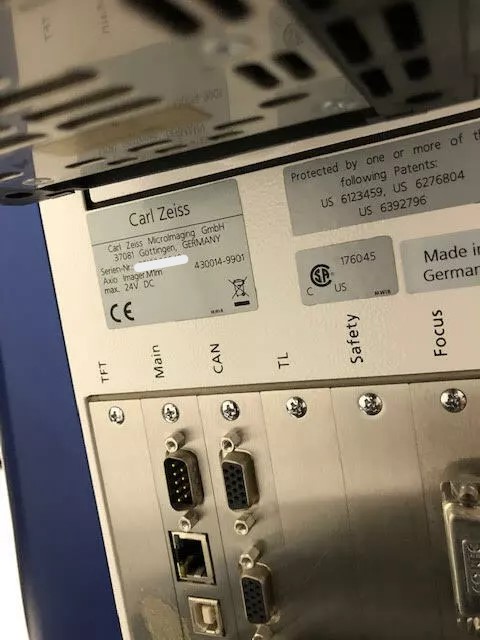 Carl Zeiss
Carl Zeiss MicroImaging GmbH
37081 Göttingen, GERMANY
Serien-Nr.
Axio Imager.M1m 430014-9901
max. 24V DC
CE
Protected by one or more of th
following Patents:
US 6123459, US 6276804
US 6392796
176045
C US
Made in
German
TFT
Main
CAN
TL
Safety
Focus